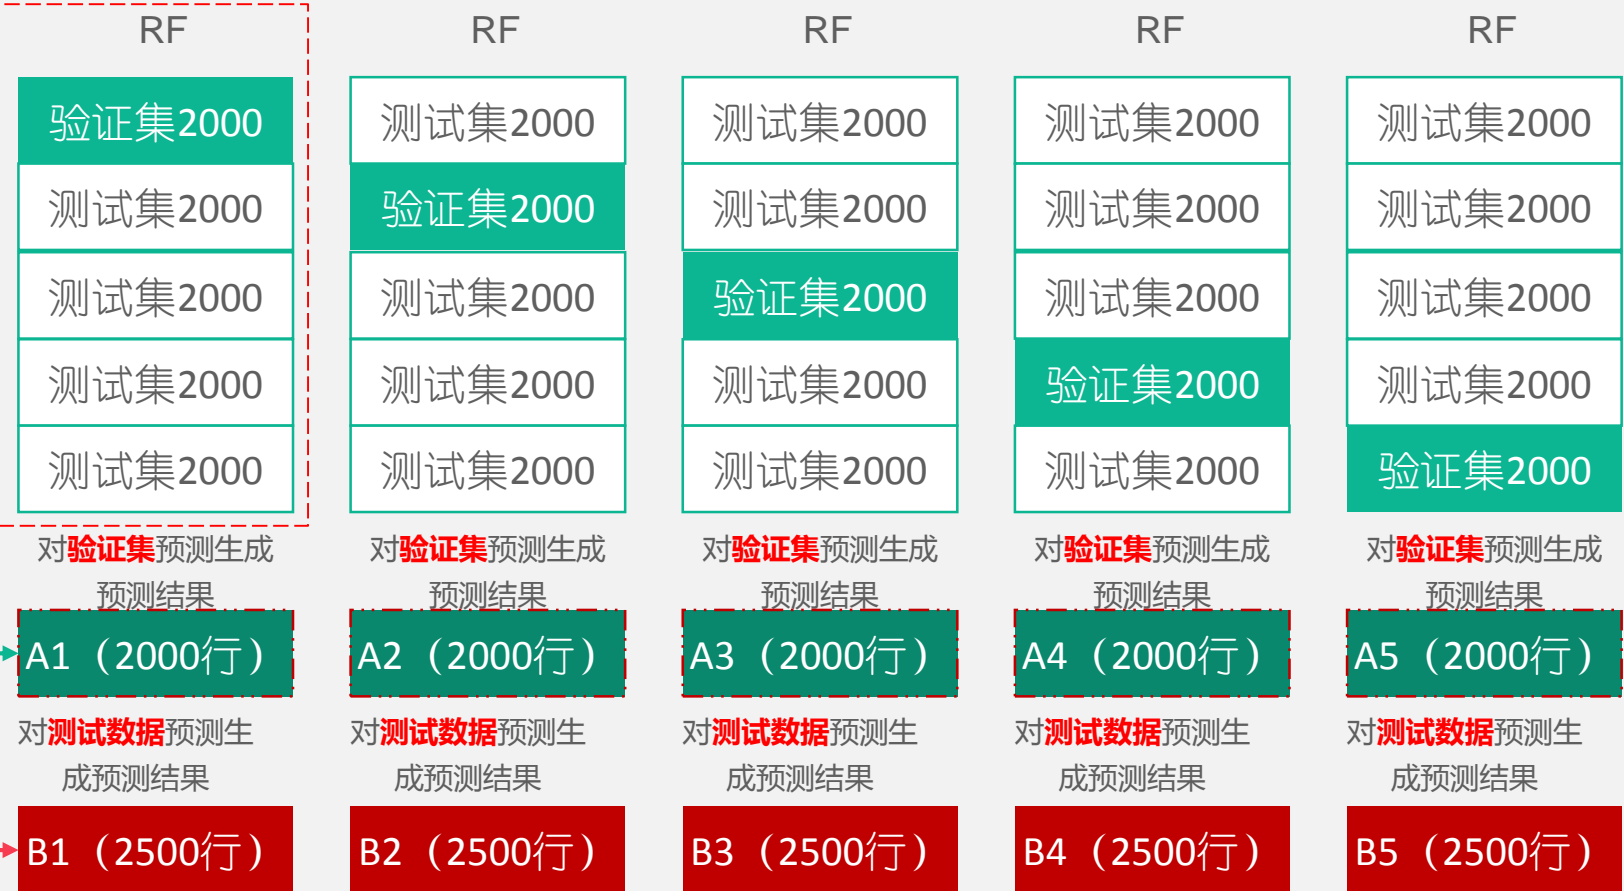 RF RF RF RF RF
验证集2000 测试集2000 测试集2000 测试集2000 测试集2000
测试集2000 验证集2000 测试集2000 测试集2000 测试集2000
测试集2000 测试集2000 验证集2000 测试集2000 测试集2000
测试集2000 测试集2000 测试集2000 验证集2000 测试集2000
测试集2000 测试集2000 测试集2000 测试集2000 验证集2000
对验证集预测生成 对验证集预测生成 对验证集预测生成 对验证集预测生成 对验证集预测生成
预测结果 预测结果 预测结果 预测结果 预测结果
A1（2000行） A2（2000行） A3（2000行） A4（2000行） A5（2000行）
对测试数据预测生 对测试数据预测生 对测试数据预测生 对测试数据预测生 对测试数据预测生
成预测结果 成预测结果 成预测结果 成预测结果 成预测结果
B1（2500行） B2（2500行） B3（2500行） B4（2500行） B5（2500行）